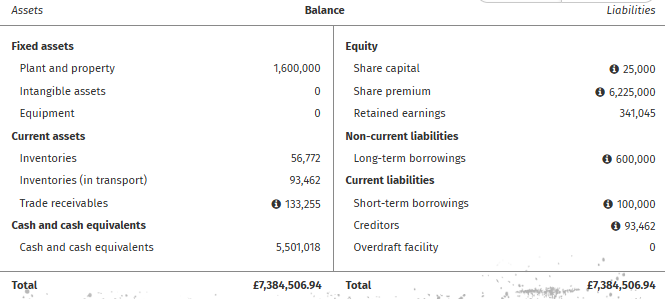 Assets Balance Liabilities
Fixed assets Equity
Plant and property 1,600,000 Share capital 25,000
Intangible assets 0 Share premium 6,225,000
Equipment 0 Retained earnings 341,045
Current assets Non-current liabilities
Inventories 56,772 Long-term borrowings 600,000
Inventories (in transport) 93,462 Current liabilities
Trade receivables 133,255 Short-term borrowings 100,000
Cash and cash equivalents Creditors 93,462
Cash and cash equivalents 5,501,018 Overdraft facility 0
Total £7,384,506.94 Total £7,384,506.94